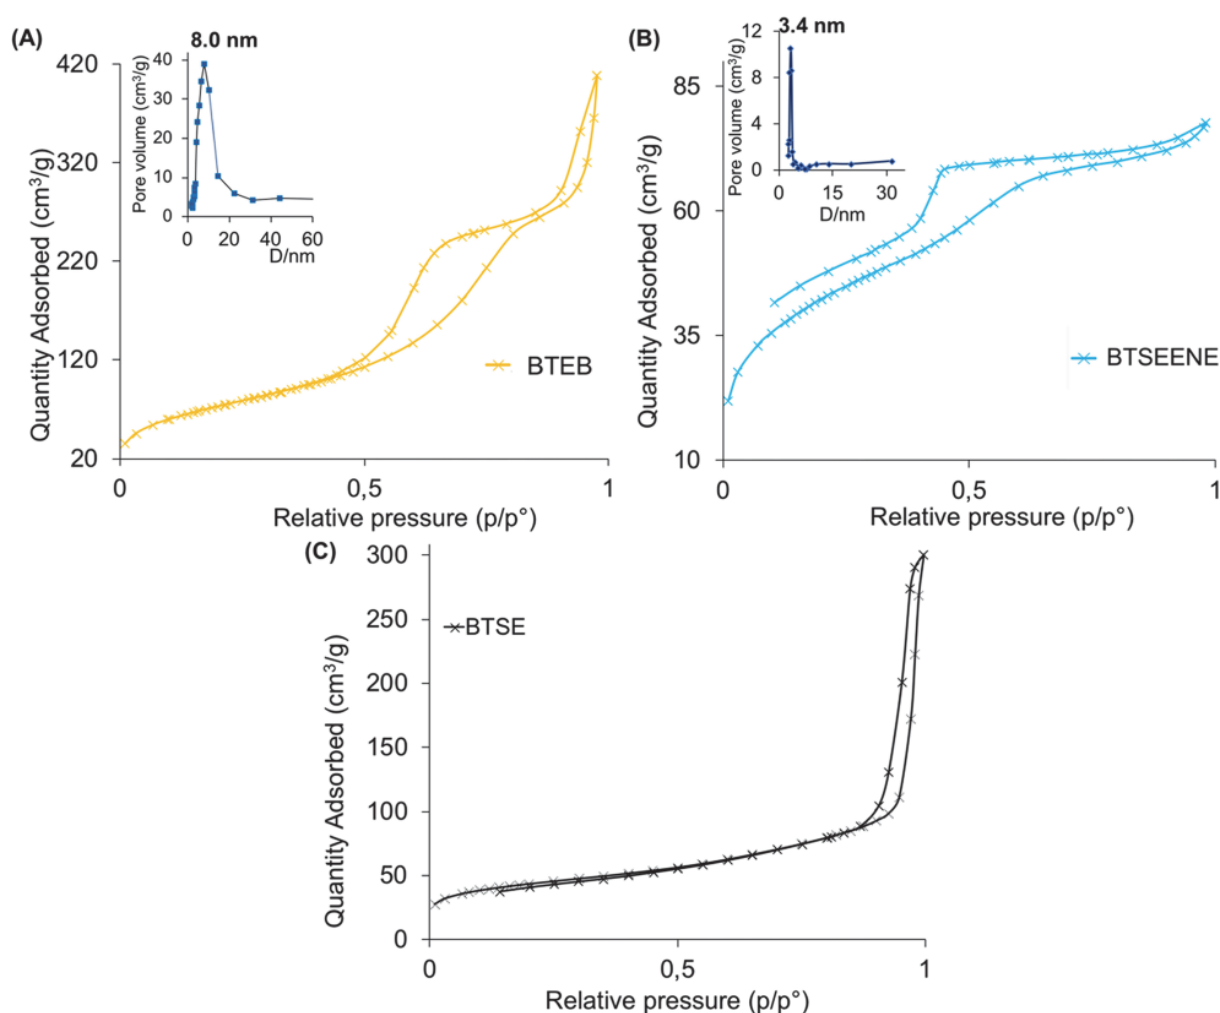 (A)
8.0 nm
Pore volume (cm³/g)
40
30
20
10
0
0 20 40 60
D/nm
Quantity Adsorbed (cm³/g)
420
320
220
120
20
BTEB
0 0,5 1
Relative pressure (p/p°)
(B)
3.4 nm
Pore volume (cm³/g)
12
8
4
0
0 15 30
D/nm
Quantity Adsorbed (cm³/g)
85
60
35
10
BTSEENE
0 0,5 1
Relative pressure (p/p°)
(C)
Quantity Adsorbed (cm³/g)
300
250
200
150
100
50
0
BTSE
0 0,5 1
Relative pressure (p/p°)